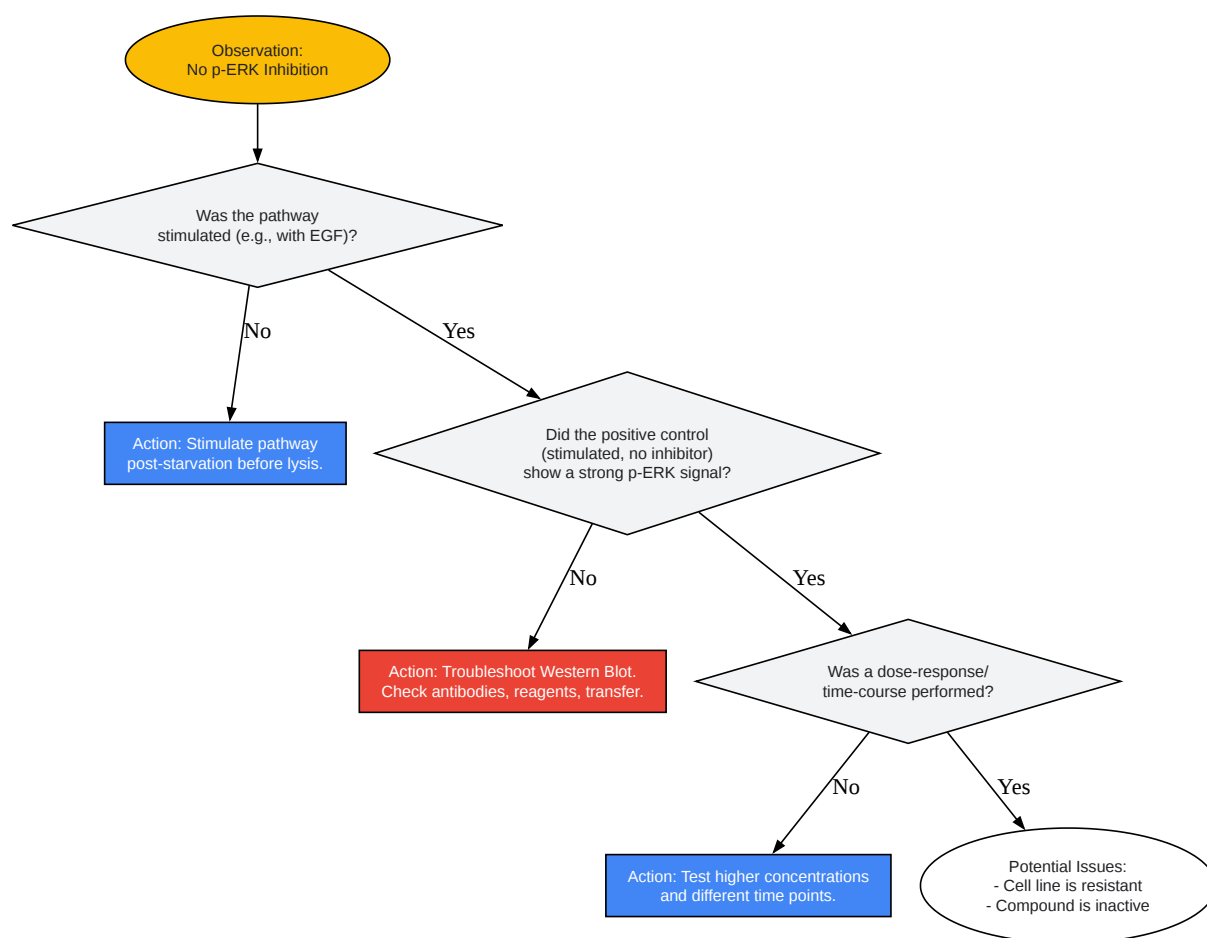 Observation:
No p-ERK Inhibition
Was the pathway
stimulated (e.g., with EGF)?
No
Yes
Action: Stimulate pathway
post-starvation before lysis.
Did the positive control
(stimulated, no inhibitor)
show a strong p-ERK signal?
No
Yes
Action: Troubleshoot Western Blot.
Check antibodies, reagents, transfer.
Was a dose-response/
time-course performed?
No
Yes
Action: Test higher concentrations
and different time points.
Potential Issues:
- Cell line is resistant
- Compound is inactive